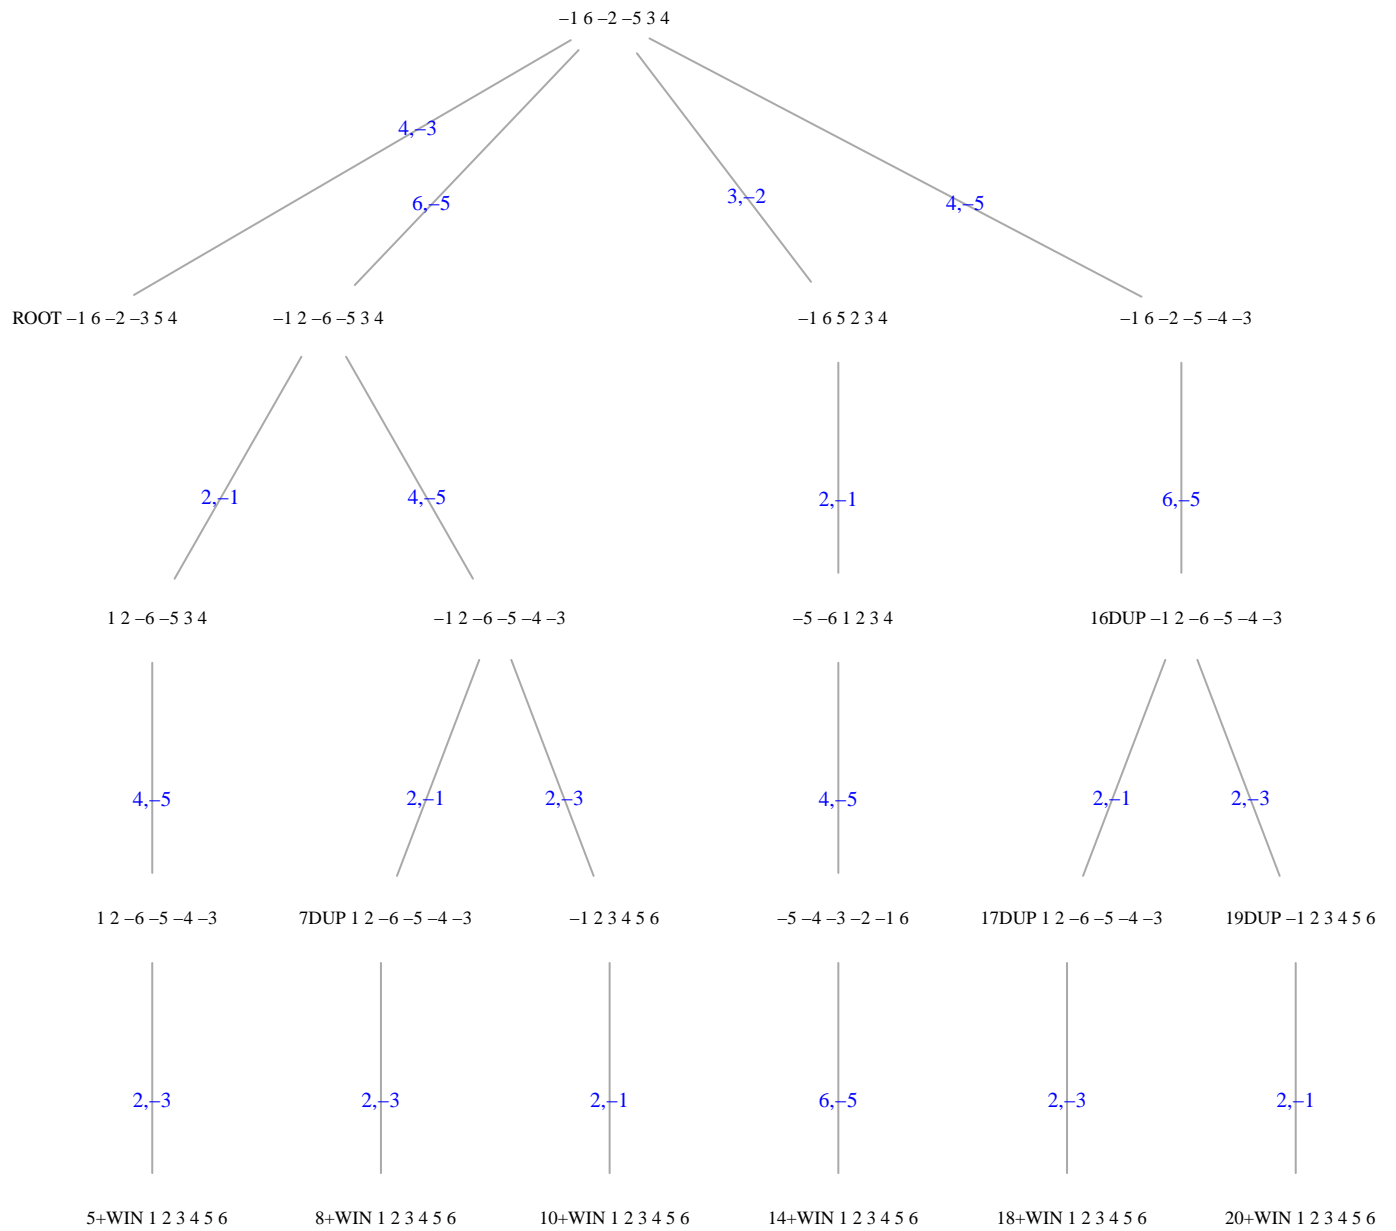 –1 6 –2 –5 3 4
4,–3
6,–5
3,–2
4,–5
ROOT –1 6 –2 –3 5 4
–1 2 –6 –5 3 4
–1 6 5 2 3 4
–1 6 –2 –5 –4 –3
2,–1
4,–5
2,–1
6,–5
1 2 –6 –5 3 4
–1 2 –6 –5 –4 –3
–5 –6 1 2 3 4
16DUP –1 2 –6 –5 –4 –3
4,–5
2,–1
2,–3
4,–5
2,–1
2,–3
1 2 –6 –5 –4 –3
7DUP 1 2 –6 –5 –4 –3
–1 2 3 4 5 6
–5 –4 –3 –2 –1 6
17DUP 1 2 –6 –5 –4 –3
19DUP –1 2 3 4 5 6
2,–3
2,–3
2,–1
6,–5
2,–3
2,–1
5+WIN 1 2 3 4 5 6
8+WIN 1 2 3 4 5 6
10+WIN 1 2 3 4 5 6
14+WIN 1 2 3 4 5 6
18+WIN 1 2 3 4 5 6
20+WIN 1 2 3 4 5 6